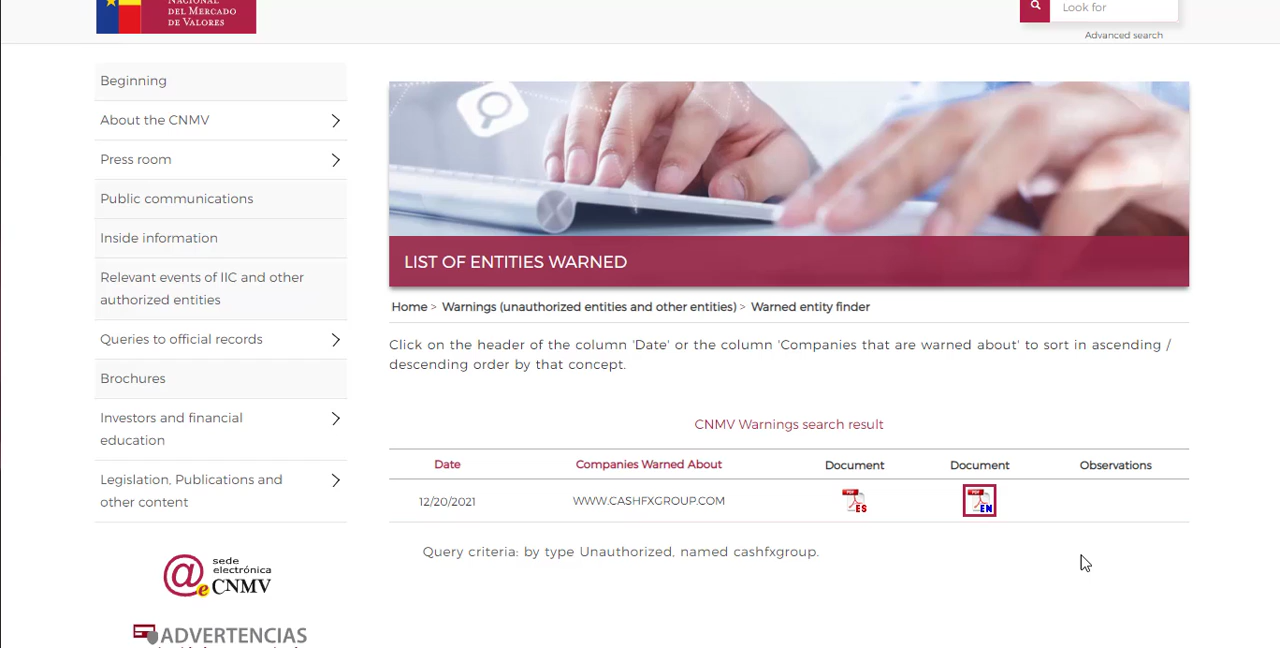 NACIONAL
DEL MERCADO
DE VALORES
Look for
Advanced search
Beginning
About the CNMV
Press room
Public communications
Inside information
Relevant events of IIC and other
authorized entities
Queries to official records
Brochures
Investors and financial
education
Legislation, Publications and
other content
sede
electrónica
@e CNMV
ADVERTENCIAS
LIST OF ENTITIES WARNED
Home > Warnings (unauthorized entities and other entities) > Warned entity finder
Click on the header of the column 'Date' or the column 'Companies that are warned about' to sort in ascending /
descending order by that concept.
CNMV Warnings search result
Date Companies Warned About Document Document Observations
12/20/2021 WWW.CASHFXGROUP.COM PDF ES PDF EN
Query criteria: by type Unauthorized, named cashfxgroup.